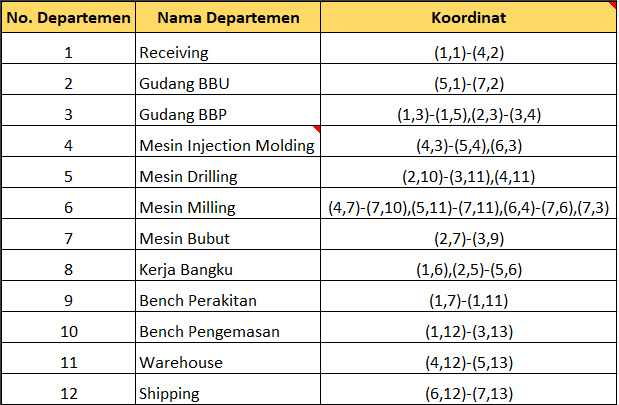 No. Departemen Nama Departemen Koordinat
1 Receiving (1,1)-(4,2)
2 Gudang BBU (5,1)-(7,2)
3 Gudang BBP (1,3)-(1,5),(2,3)-(3,4)
4 Mesin Injection Molding (4,3)-(5,4),(6,3)
5 Mesin Drilling (2,10)-(3,11),(4,11)
6 Mesin Milling (4,7)-(7,10),(5,11)-(7,11),(6,4)-(7,6),(7,3)
7 Mesin Bubut (2,7)-(3,9)
8 Kerja Bangku (1,6),(2,5)-(5,6)
9 Bench Perakitan (1,7)-(1,11)
10 Bench Pengemasan (1,12)-(3,13)
11 Warehouse (4,12)-(5,13)
12 Shipping (6,12)-(7,13)